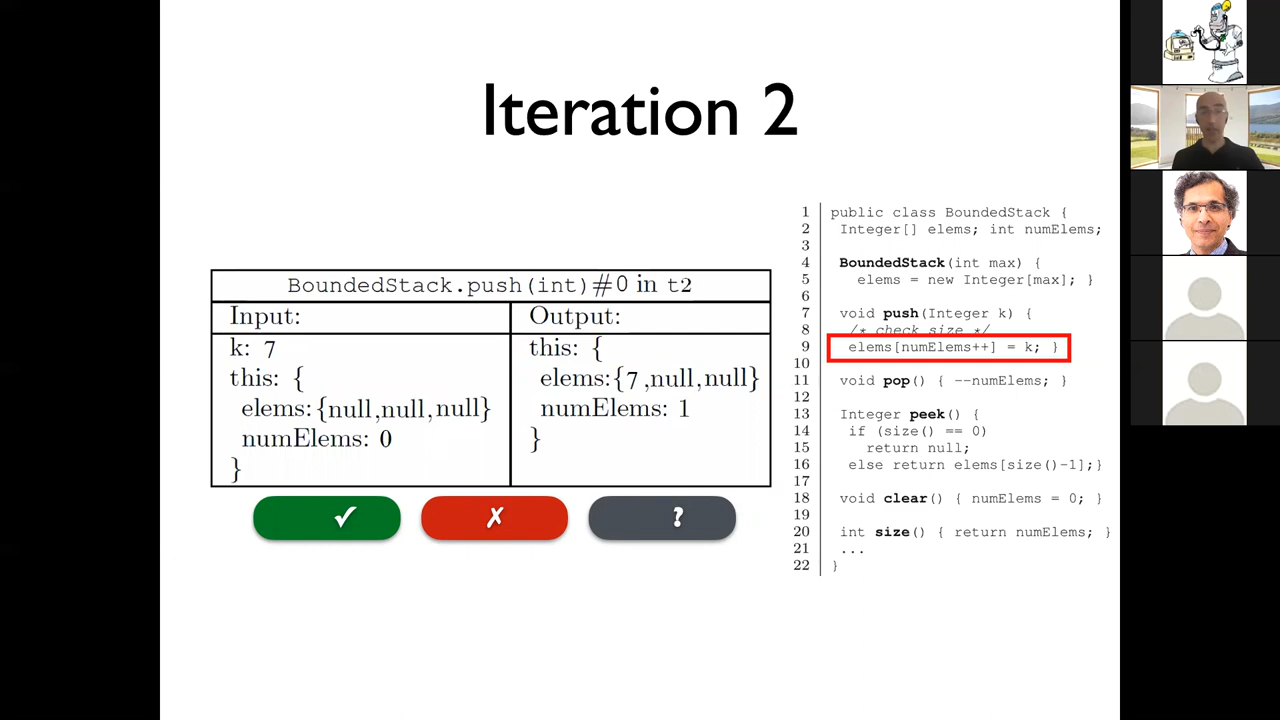 Iteration 2
BoundedStack.push(int)#0 in t2
Input:
k: 7
this: {
elems:{null,null,null}
numElems: 0
}
Output:
this: {
elems:{7,null,null}
numElems: 1
}
✓
✗
?
1 public class BoundedStack {
2 Integer[] elems; int numElems;
3
4 BoundedStack(int max) {
5 elems = new Integer[max]; }
6
7 void push(Integer k) {
8 /* check size */
9 elems[numElems++] = k; }
10
11 void pop() { --numElems; }
12
13 Integer peek() {
14 if (size() == 0)
15 return null;
16 else return elems[size()-1];}
17
18 void clear() { numElems = 0; }
19
20 int size() { return numElems; }
21 ...
22 }